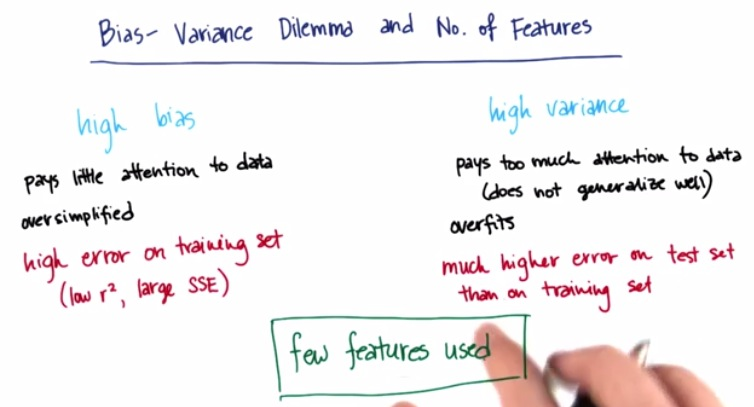 Bias- Variance Dilemma and No. of Features
high bias
pays little attention to data
oversimplified
high error on training set
(low r², large SSE)
high variance
pays too much attention to data
(does not generalize well)
overfits
much higher error on test set
than on training set
few features used